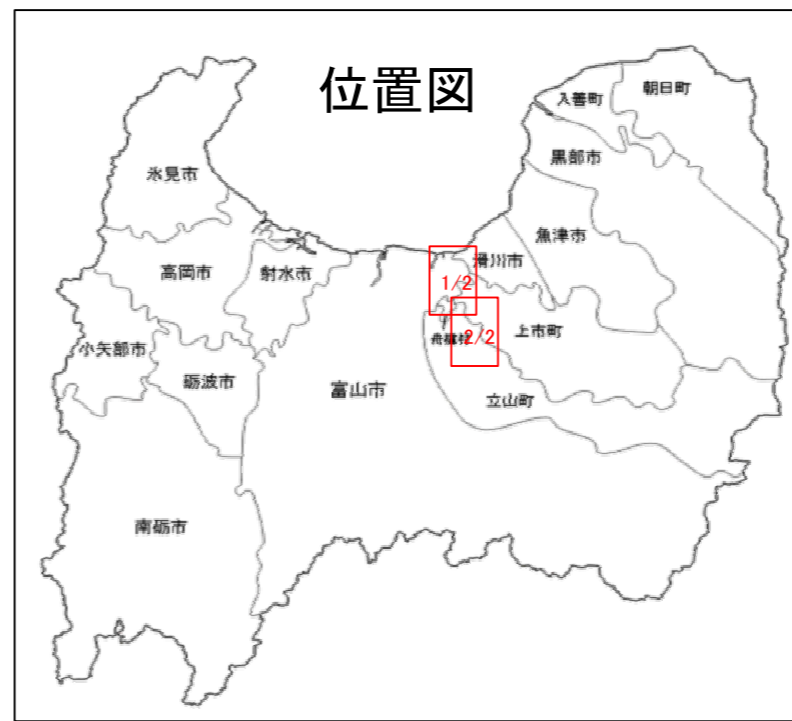 位置図
朝日町
入善町
黒部市
氷見市
魚津市
滑川市
高岡市
射水市
1/2
上市町
舟橋村
2/2
小矢部市
砺波市
富山市
立山町
南砺市